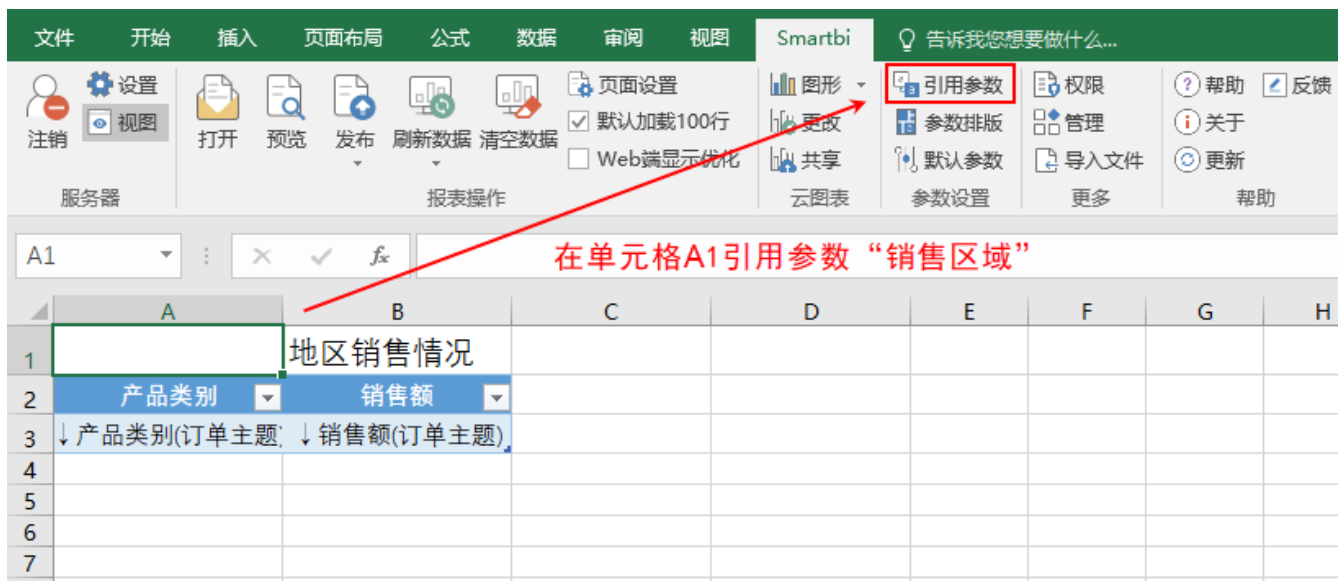 文件 开始 插入 页面布局 公式 数据 审阅 视图 Smartbi 告诉我您想要做什么...
设置 页面设置 图形 引用参数 权限 帮助 反馈
视图 默认加载100行 更改 参数排版 管理 关于
注销 打开 预览 发布 刷新数据 清空数据 Web端显示优化 共享 默认参数 导入文件 更新
服务器 报表操作 云图表 参数设置 更多 帮助
A1 fx 在单元格A1引用参数“销售区域”
A B C D E F G H
1 地区销售情况
2 产品类别 销售额
3 ↓产品类别(订单主题) ↓销售额(订单主题)
4
5
6
7